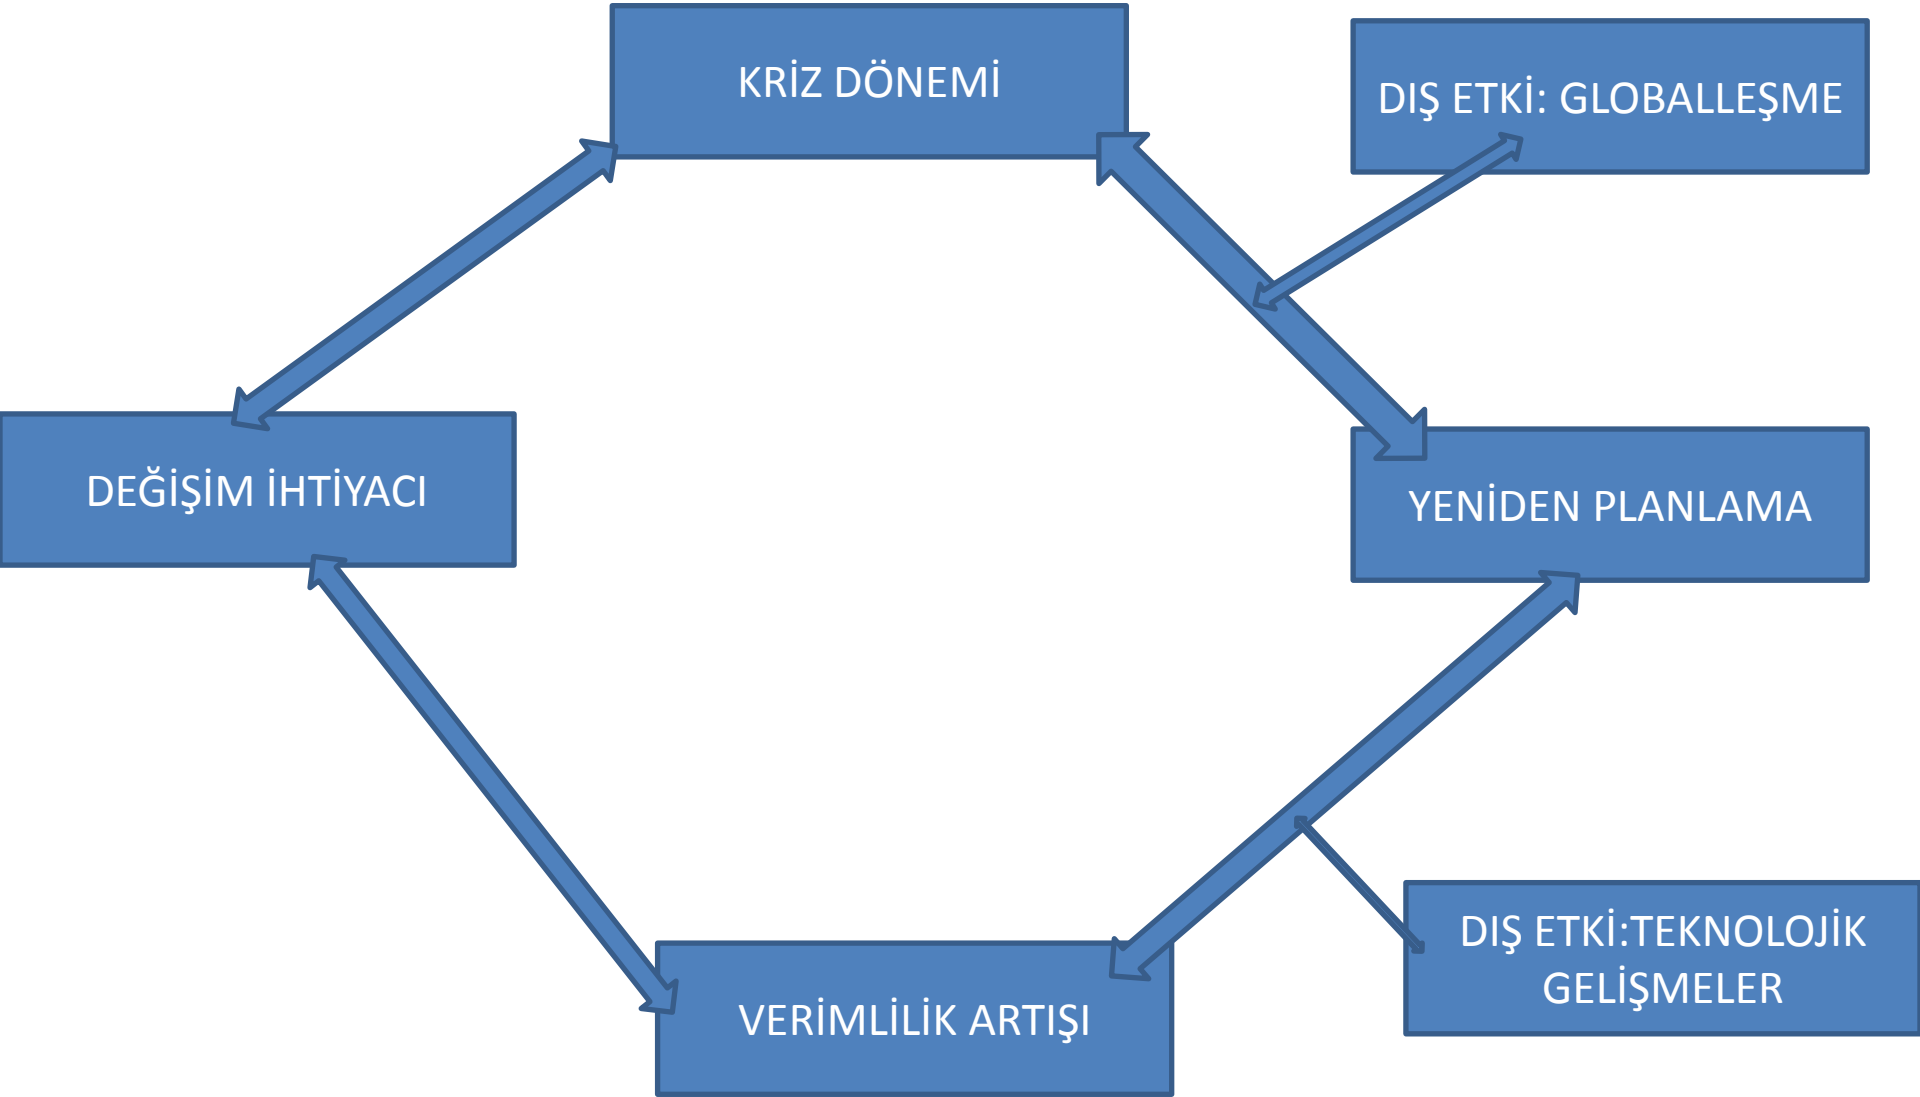 KRİZ DÖNEMİ
DIŞ ETKİ: GLOBALLEŞME
DEĞİŞİM İHTİYACI
YENİDEN PLANLAMA
DIŞ ETKİ:TEKNOLOJİK
GELİŞMELER
VERİMLİLİK ARTIŞI